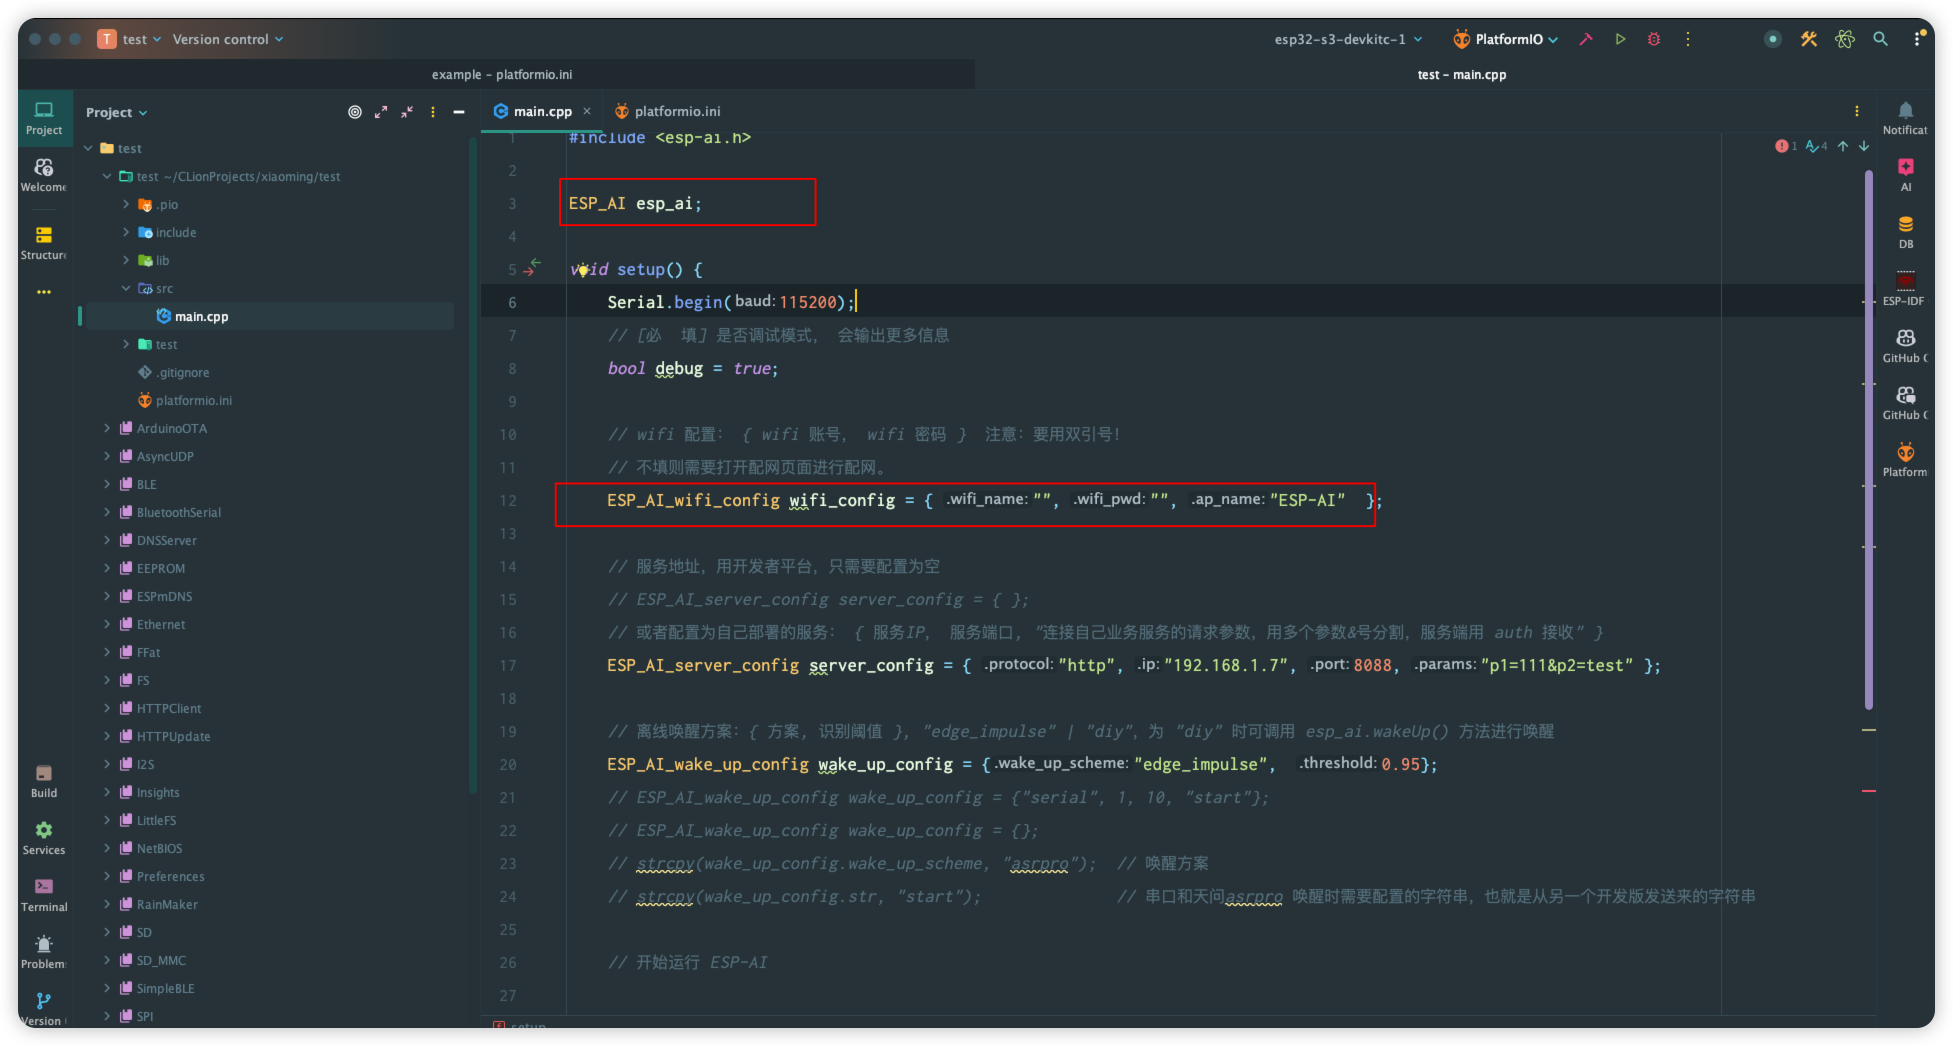 T test Version control esp32-s3-devkitc-1 PlatformIO
example – platformio.ini test – main.cpp
Project
Welcome
Structure
Build
Services
Terminal
Problem
Version
Project
test
test ~/CLionProjects/xiaoming/test
.pio
include
lib
src
main.cpp
test
.gitignore
platformio.ini
ArduinoOTA
AsyncUDP
BLE
BluetoothSerial
DNSServer
EEPROM
ESPmDNS
Ethernet
FFat
FS
HTTPClient
HTTPUpdate
I2S
Insights
LittleFS
NetBIOS
Preferences
RainMaker
SD
SD_MMC
SimpleBLE
SPI
main.cpp platformio.ini
1 4
1 #include <esp-ai.h>
2
3 ESP_AI esp_ai;
4
5 void setup() {
6 Serial.begin(baud: 115200);
7 // [必 填] 是否调试模式， 会输出更多信息
8 bool debug = true;
9
10 // wifi 配置： { wifi 账号， wifi 密码 } 注意：要用双引号！
11 // 不填则需要打开配网页面进行配网。
12 ESP_AI_wifi_config wifi_config = { .wifi_name: "", .wifi_pwd: "", .ap_name: "ESP-AI" };
13
14 // 服务地址，用开发者平台，只需要配置为空
15 // ESP_AI_server_config server_config = { };
16 // 或者配置为自己部署的服务： { 服务IP， 服务端口, "连接自己业务服务的请求参数，用多个参数&号分割，服务端用 auth 接收" }
17 ESP_AI_server_config server_config = { .protocol: "http", .ip: "192.168.1.7", .port: 8088, .params: "p1=111&p2=test" };
18
19 // 离线唤醒方案：{ 方案, 识别阈值 }, "edge_impulse" | "diy"，为 "diy" 时可调用 esp_ai.wakeUp() 方法进行唤醒
20 ESP_AI_wake_up_config wake_up_config = {.wake_up_scheme: "edge_impulse", .threshold: 0.95};
21 // ESP_AI_wake_up_config wake_up_config = {"serial", 1, 10, "start"};
22 // ESP_AI_wake_up_config wake_up_config = {};
23 // strcpy(wake_up_config.wake_up_scheme, "asrpro"); // 唤醒方案
24 // strcpy(wake_up_config.str, "start"); // 串口和天问asrpro 唤醒时需要配置的字符串，也就是从另一个开发版发送来的字符串
25
26 // 开始运行 ESP-AI
27
setup
Notificat
AI
DB
ESP-IDF
GitHub C
GitHub C
Platform